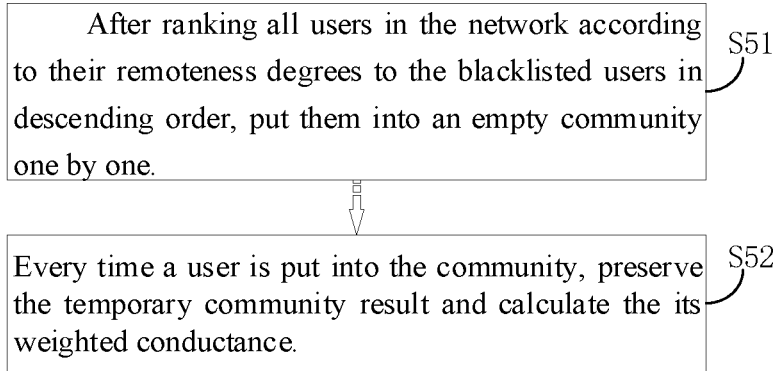 After ranking all users in the network according
to their remoteness degrees to the blacklisted users in
descending order, put them into an empty community
one by one.
S51
Every time a user is put into the community, preserve
the temporary community result and calculate the its
weighted conductance.
S52